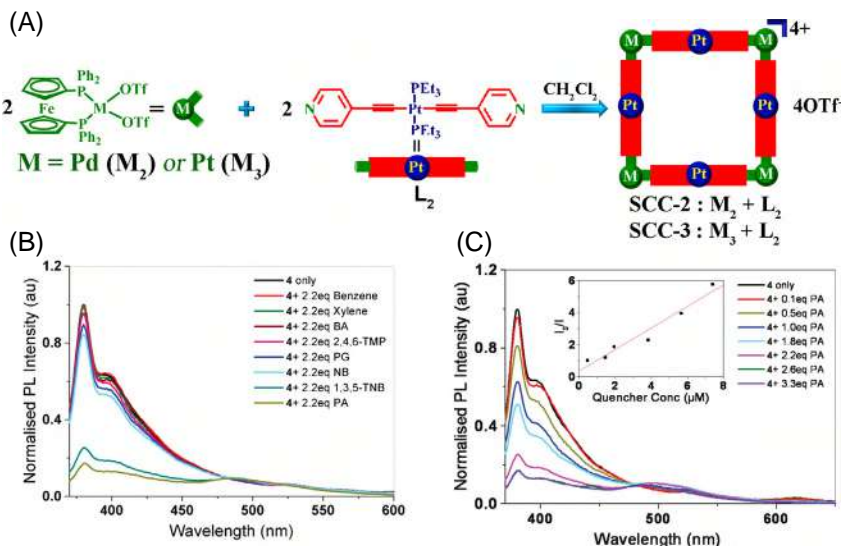 (A)
2
Fe
Ph₂
P
M
OTf
OTf
P
Ph₂
= M
+
2
N
PEt₃
Pt
PEt₃
N
Pt
L₂
CH₂Cl₂
M Pt M
Pt Pt
M Pt M
4+
4OTf⁻
M = Pd (M₂) or Pt (M₃)
SCC-2 : M₂ + L₂
SCC-3 : M₃ + L₂
(B)
Normalised PL Intensity (au)
1.2
0.8
0.4
0.0
400 450 500 550 600
Wavelength (nm)
4 only
4+ 2.2eq Benzene
4+ 2.2eq Xylene
4+ 2.2eq BA
4+ 2.2eq 2,4,6-TMP
4+ 2.2eq PG
4+ 2.2eq NB
4+ 2.2eq 1,3,5-TNB
4+ 2.2eq PA
(C)
Normalised PL Intensity (au)
1.2
0.8
0.4
0.0
400 500 600
Wavelength (nm)
6
4
2
0
0 2 4 6 8
Quencher Conc (µM)
4 only
4+ 0.1eq PA
4+ 0.5eq PA
4+ 1.0eq PA
4+ 1.8eq PA
4+ 2.2eq PA
4+ 2.6eq PA
4+ 3.3eq PA